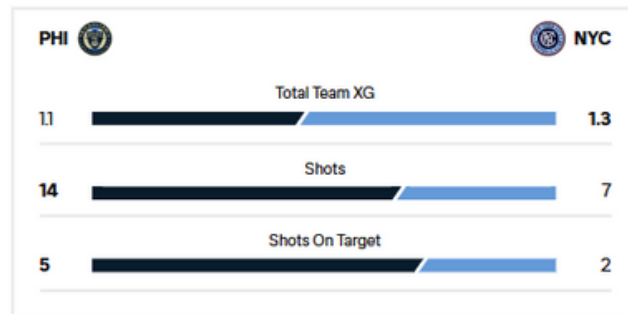 PHI NYC
Total Team XG
1.1 1.3
Shots
14 7
Shots On Target
5 2